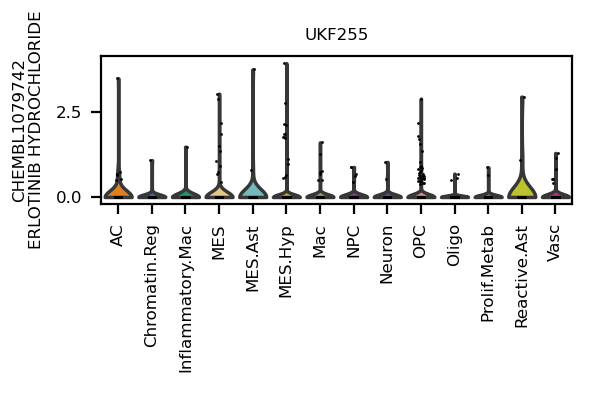 UKF255
CHEMBL1079742
ERLOTINIB HYDROCHLORIDE
2.5
0.0
AC
Chromatin.Reg
Inflammatory.Mac
MES
MES.Ast
MES.Hyp
Mac
NPC
Neuron
OPC
Oligo
Prolif.Metab
Reactive.Ast
Vasc